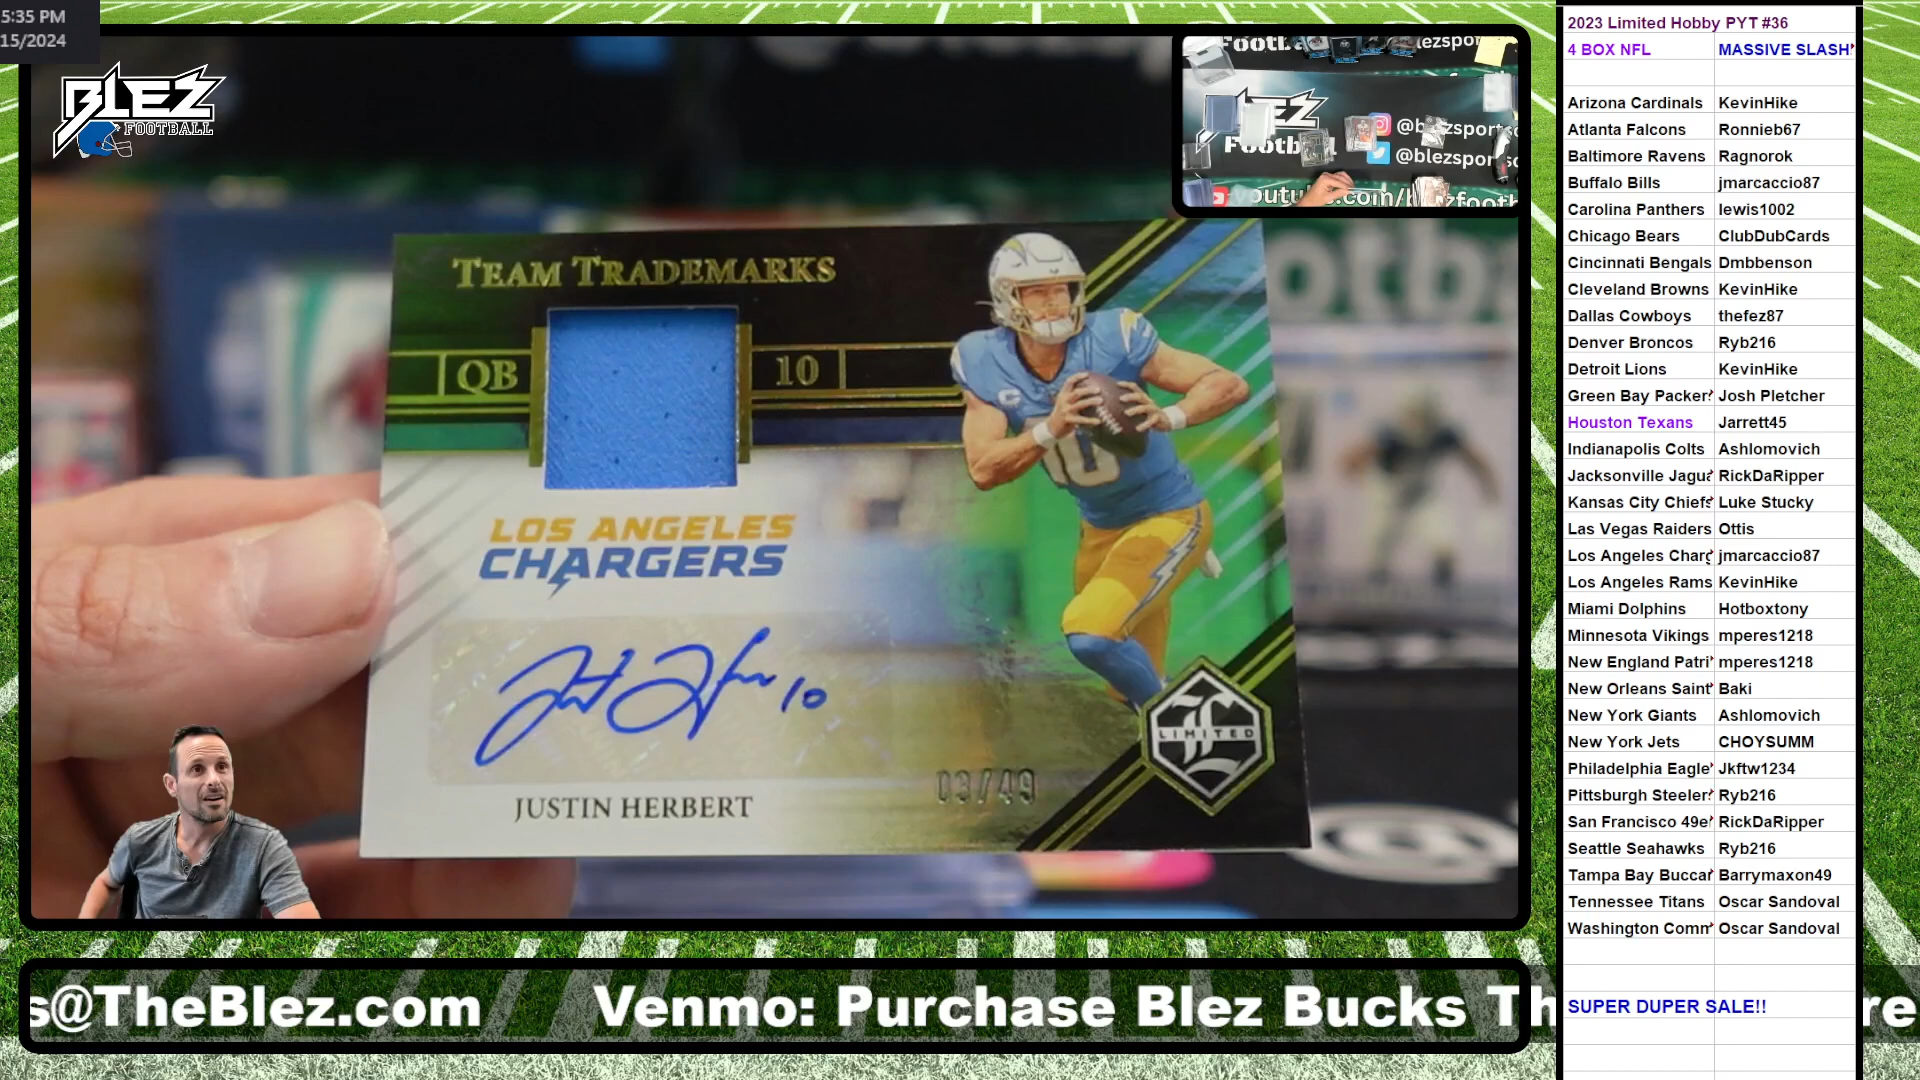 5:35 PM
15/2024
BLEZ
FOOTBALL
TEAM TRADEMARKS
QB
10
LOS ANGELES
CHARGERS
10
JUSTIN HERBERT
03/49
LIMITED
BLEZ
Footb
@blezsports
@blezsports
2023 Limited Hobby PYT #36
4 BOX NFL MASSIVE SLASH
Arizona Cardinals KevinHike
Atlanta Falcons Ronnieb67
Baltimore Ravens Ragnorok
Buffalo Bills jmarcaccio87
Carolina Panthers lewis1002
Chicago Bears ClubDubCards
Cincinnati Bengals Dmbbenson
Cleveland Browns KevinHike
Dallas Cowboys thefez87
Denver Broncos Ryb216
Detroit Lions KevinHike
Green Bay Packer Josh Pletcher
Houston Texans Jarrett45
Indianapolis Colts Ashlomovich
Jacksonville Jagua RickDaRipper
Kansas City Chiefs Luke Stucky
Las Vegas Raiders Ottis
Los Angeles Charg jmarcaccio87
Los Angeles Rams KevinHike
Miami Dolphins Hotboxtony
Minnesota Vikings mperes1218
New England Patri mperes1218
New Orleans Saint Baki
New York Giants Ashlomovich
New York Jets CHOYSUMM
Philadelphia Eagle Jkftw1234
Pittsburgh Steeler Ryb216
San Francisco 49e RickDaRipper
Seattle Seahawks Ryb216
Tampa Bay Buccar Barrymaxon49
Tennessee Titans Oscar Sandoval
Washington Comm Oscar Sandoval
SUPER DUPER SALE!!
s@TheBlez.com Venmo: Purchase Blez Bucks Th re